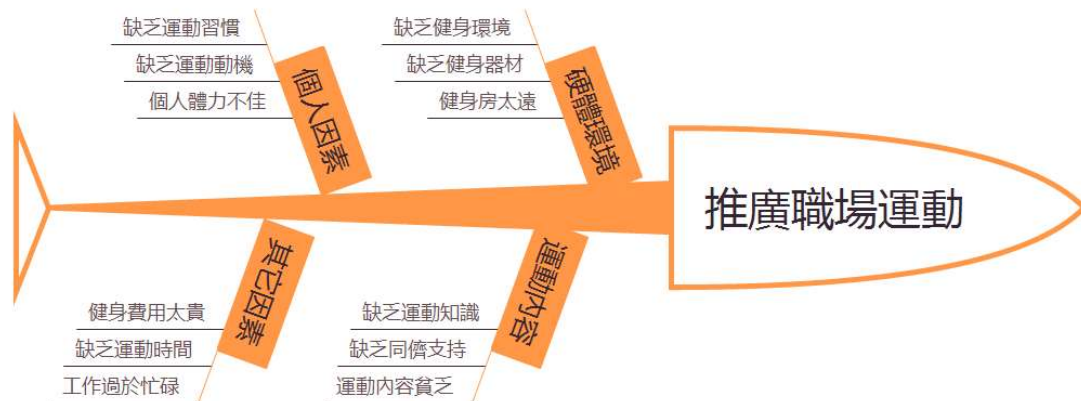 缺乏運動習慣
缺乏運動動機
個人體力不佳
個人因素
缺乏健身環境
缺乏健身器材
健身房太遠
硬體環境
推廣職場運動
其它因素
健身費用太貴
缺乏運動時間
工作過於忙碌
運動內容
缺乏運動知識
缺乏同儕支持
運動內容貧乏